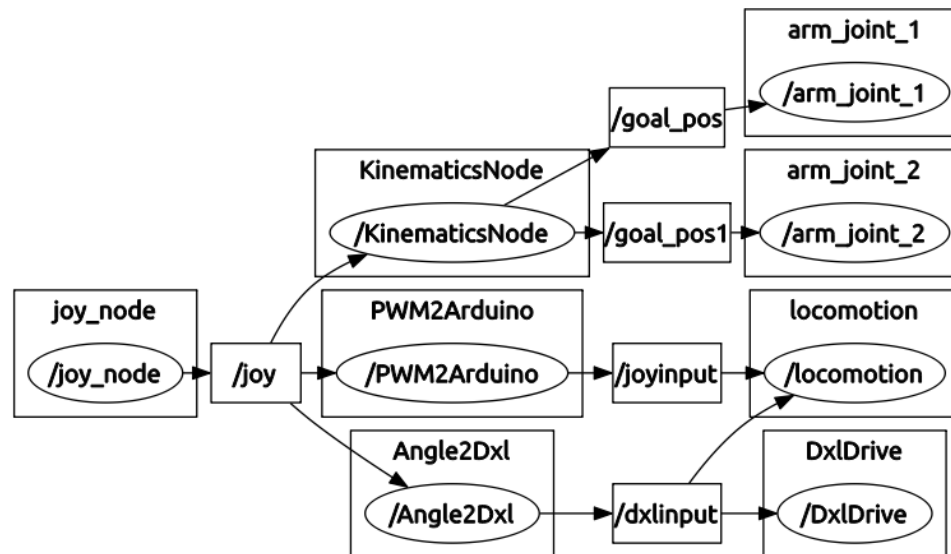 arm_joint_1
/arm_joint_1
/goal_pos
KinematicsNode
/KinematicsNode
/goal_pos1
arm_joint_2
/arm_joint_2
joy_node
/joy_node
/joy
PWM2Arduino
/PWM2Arduino
/joyinput
locomotion
/locomotion
Angle2Dxl
/Angle2Dxl
/dxlinput
DxlDrive
/DxlDrive